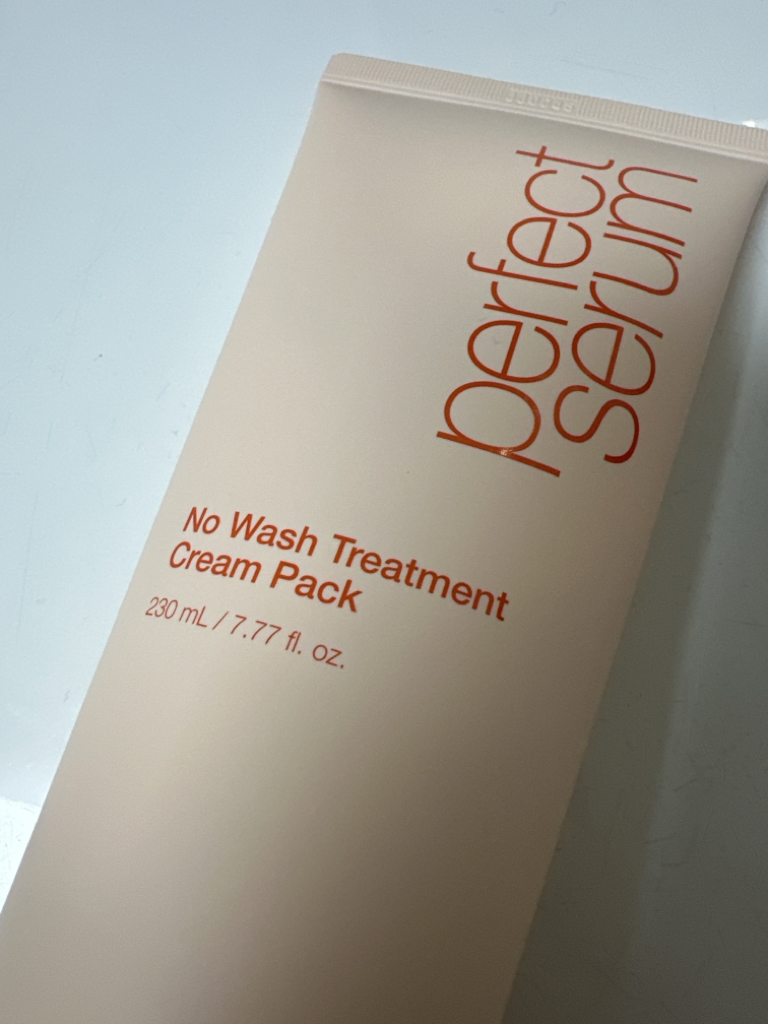 perfect
serum
No Wash Treatment
Cream Pack
230 mL / 7.77 fl. oz.